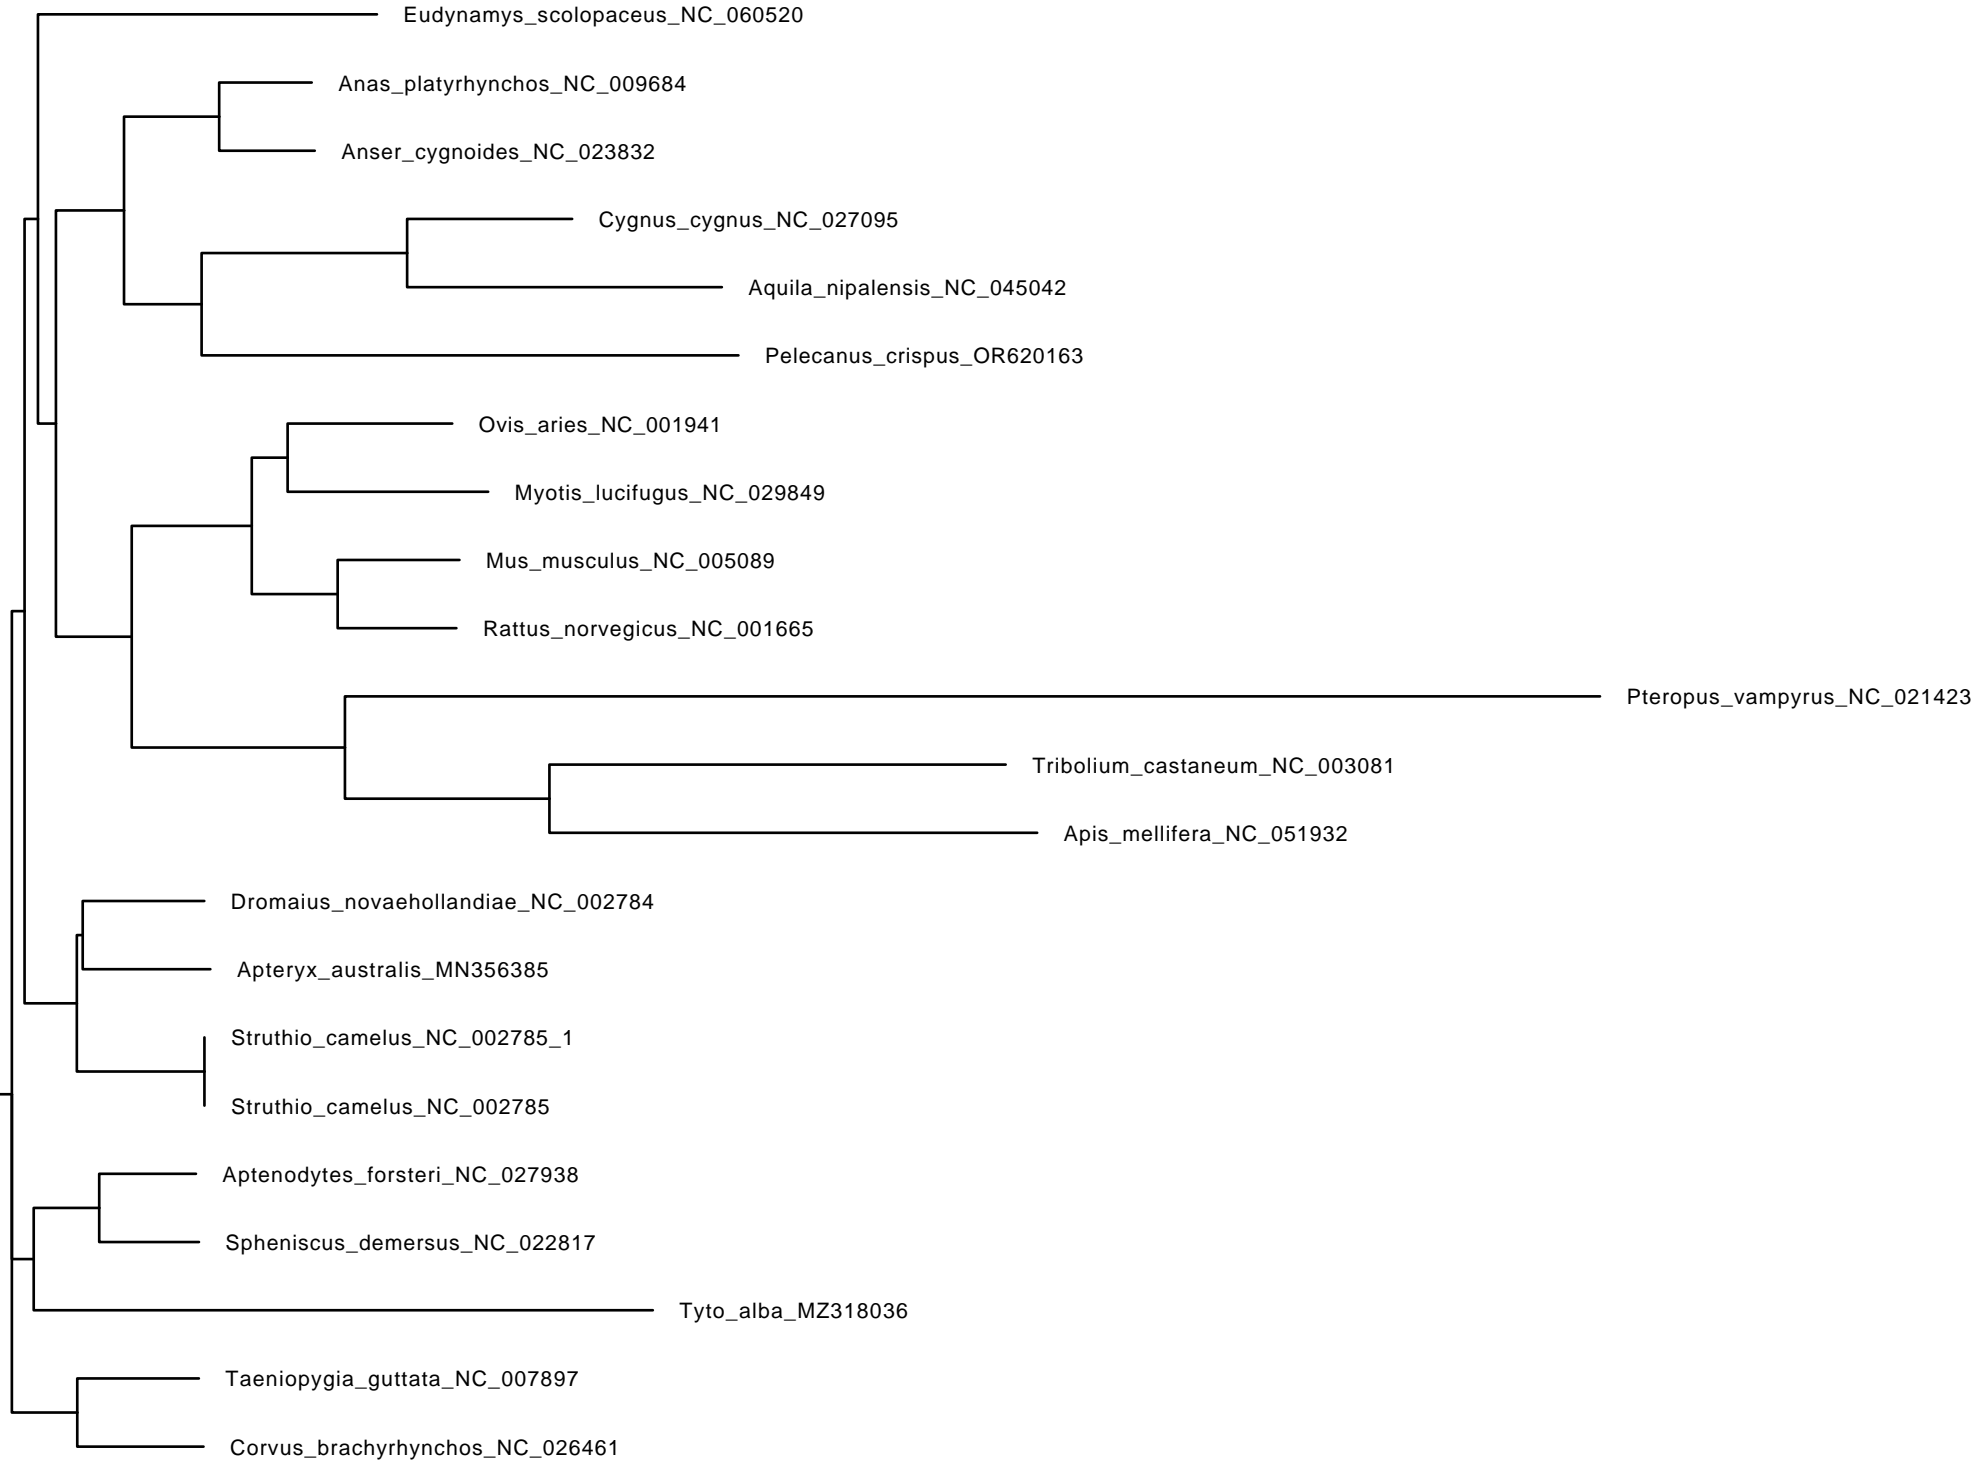 Eudynamys_scolopaceus_NC_060520
Anas_platyrhynchos_NC_009684
Anser_cygnoides_NC_023832
Cygnus_cygnus_NC_027095
Aquila_nipalensis_NC_045042
Pelecanus_crispus_OR620163
Ovis_aries_NC_001941
Myotis_lucifugus_NC_029849
Mus_musculus_NC_005089
Rattus_norvegicus_NC_001665
Pteropus_vampyrus_NC_021423
Tribolium_castaneum_NC_003081
Apis_mellifera_NC_051932
Dromaius_novaehollandiae_NC_002784
Apteryx_australis_MN356385
Struthio_camelus_NC_002785_1
Struthio_camelus_NC_002785
Aptenodytes_forsteri_NC_027938
Spheniscus_demersus_NC_022817
Tyto_alba_MZ318036
Taeniopygia_guttata_NC_007897
Corvus_brachyrhynchos_NC_026461